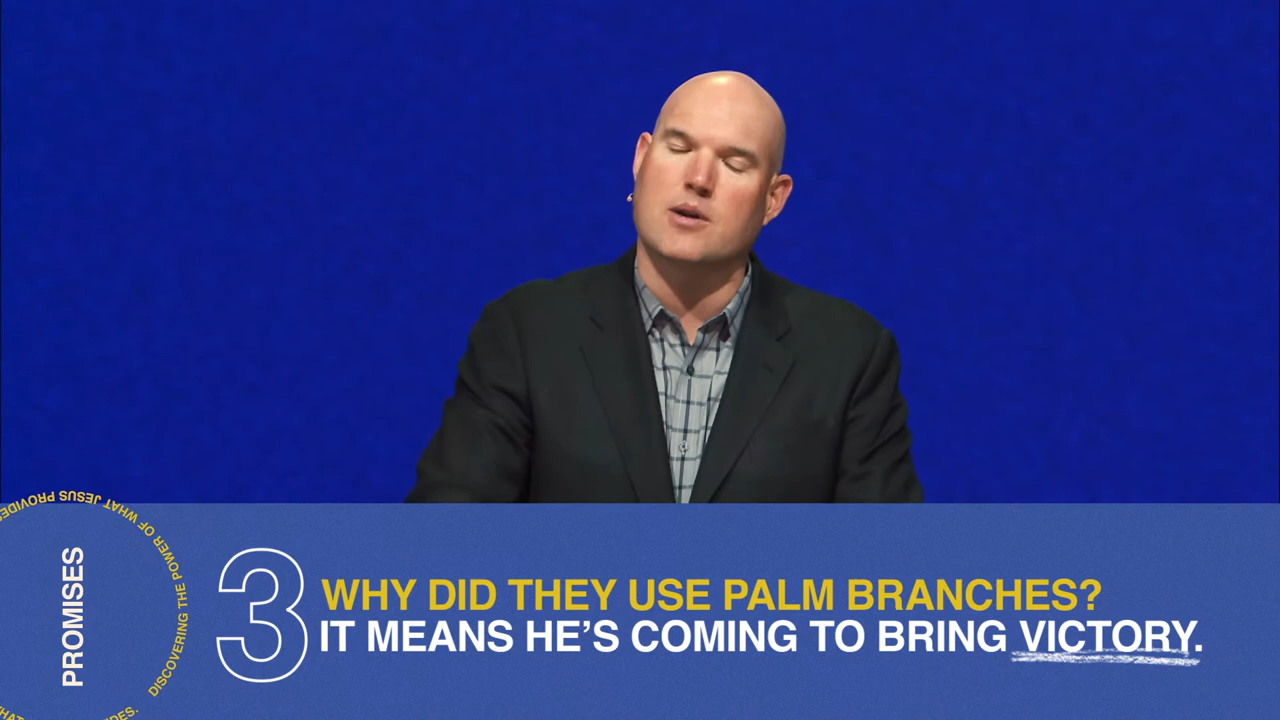 DISCOVERING THE POWER OF WHAT JESUS PROVIDES
PROMISES
3
WHY DID THEY USE PALM BRANCHES?
IT MEANS HE'S COMING TO BRING VICTORY.